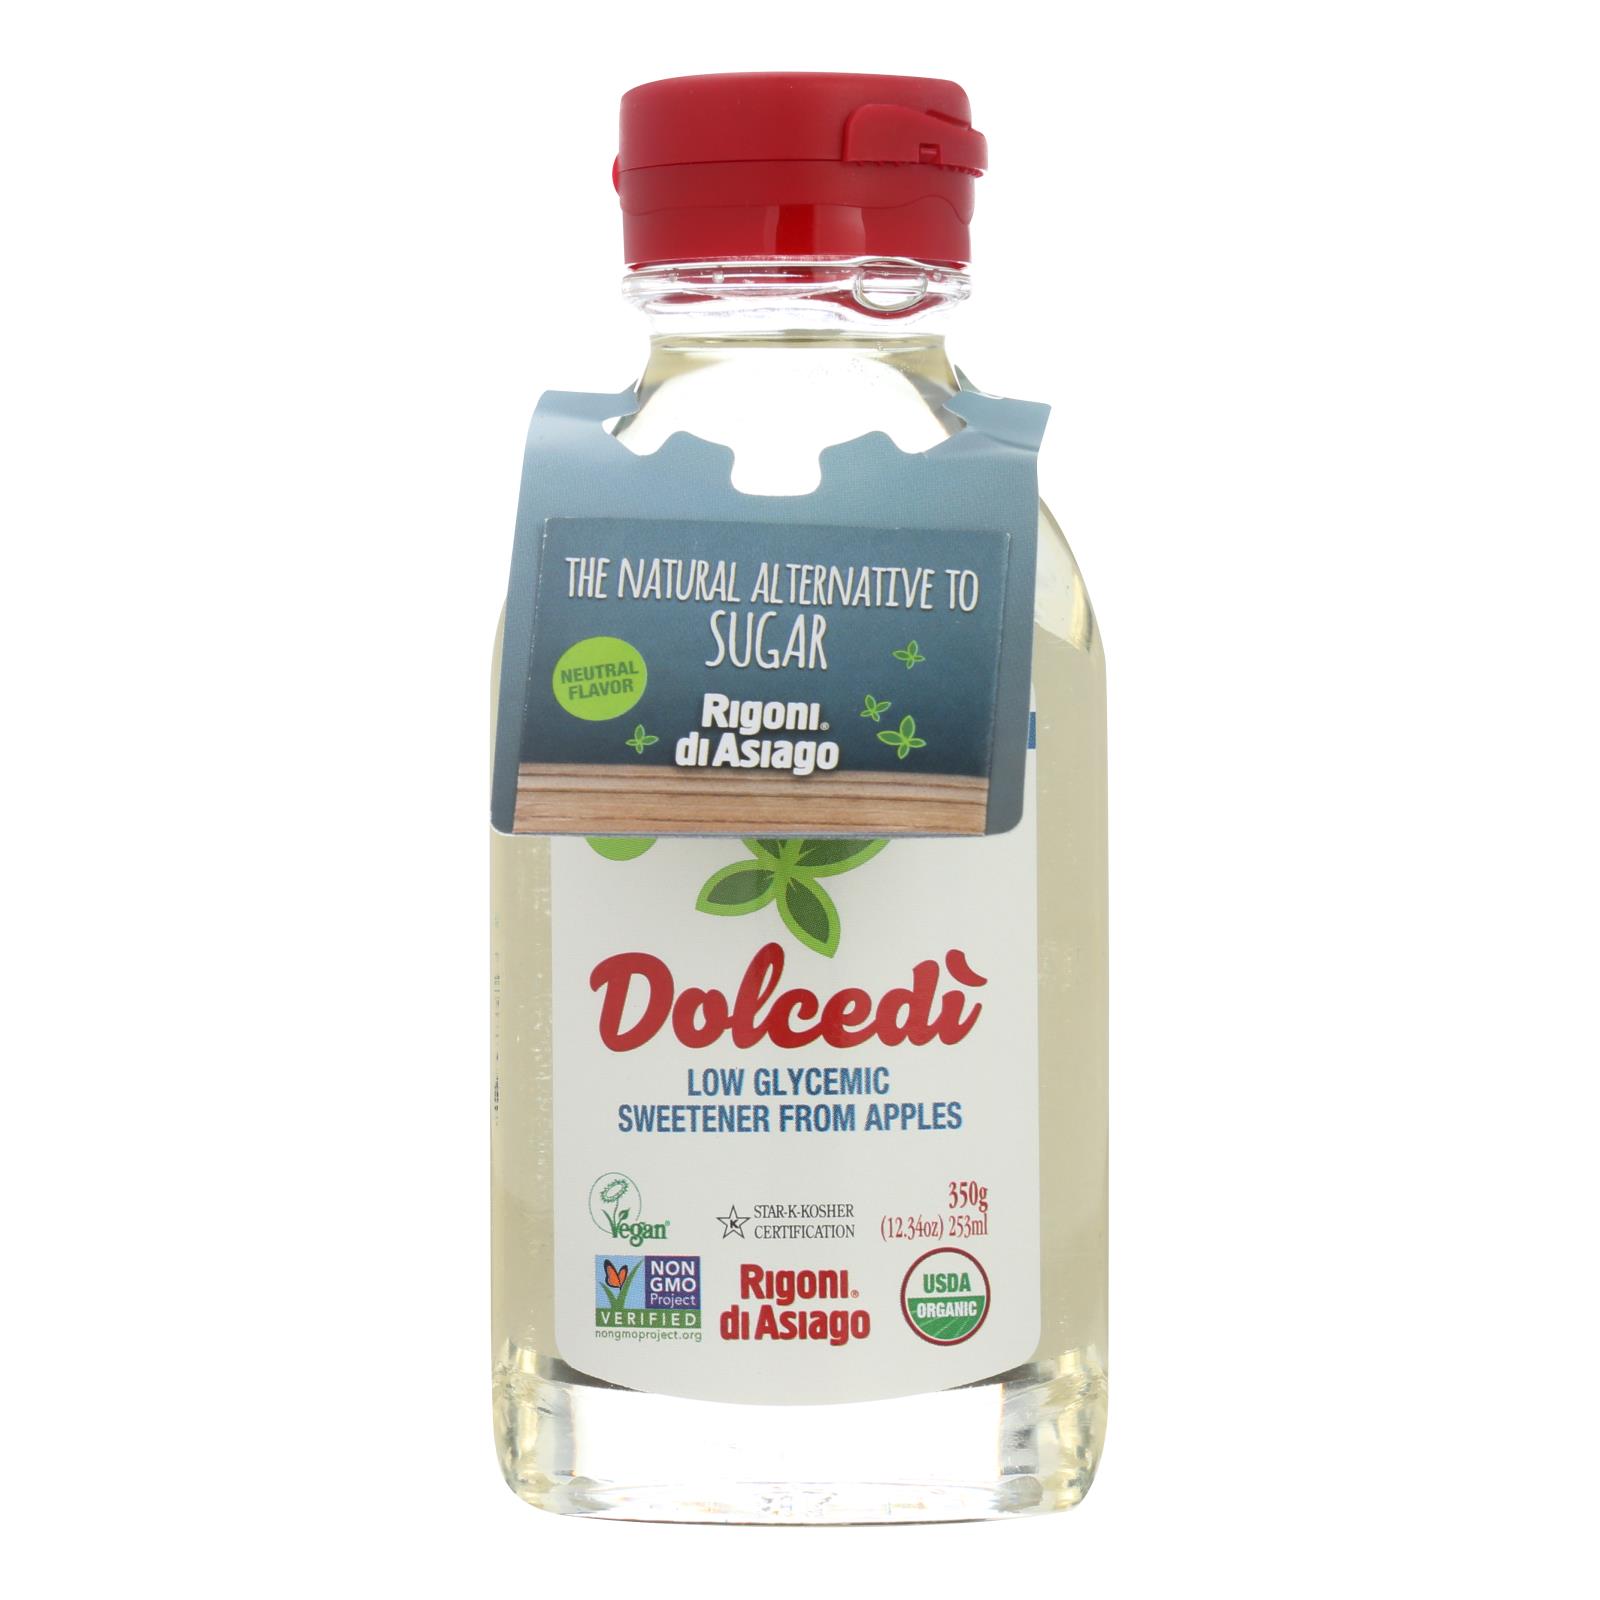 THE NATURAL ALTERNATIVE TO
SUGAR
NEUTRAL
FLAVOR
Rigoni®
di Asiago
Dolcedì
LOW GLYCEMIC
SWEETENER FROM APPLES
Vegan
STAR-K-KOSHER
CERTIFICATION
K
350g
(12.34oz) 253ml
NON
GMO
Project
VERIFIED
nongmoproject.org
Rigoni®
di Asiago
USDA
ORGANIC